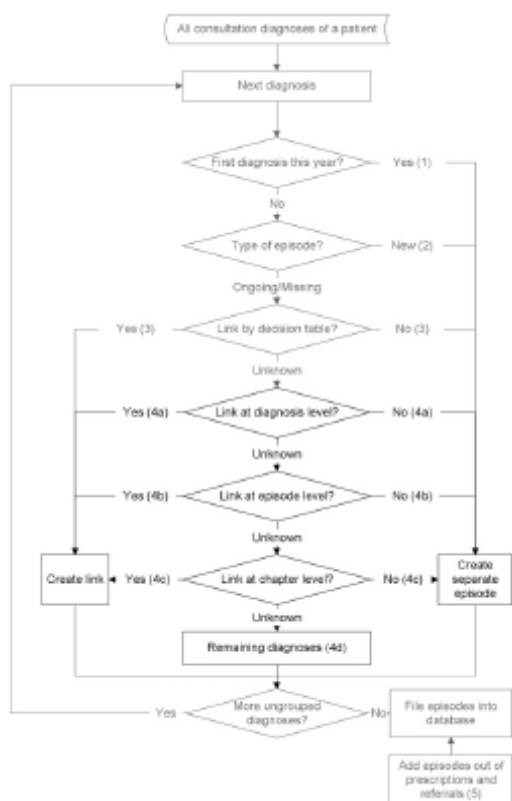 All consultation diagnoses of a patient
Next diagnosis
First diagnosis this year?
Yes (1)
No
Type of episode?
New (2)
Ongoing/Missing
Yes (3)
Link by decision table?
No (3)
Unknown
Yes (4a)
Link at diagnosis level?
No (4a)
Unknown
Yes (4b)
Link at episode level?
No (4b)
Unknown
Create link
Yes (4c)
Link at chapter level?
No (4c)
Create
separate
episode
Unknown
Remaining diagnoses (4d)
Yes
More ungrouped
diagnoses?
No
File episodes into
database
Add episodes out of
prescriptions and
referrals (5)